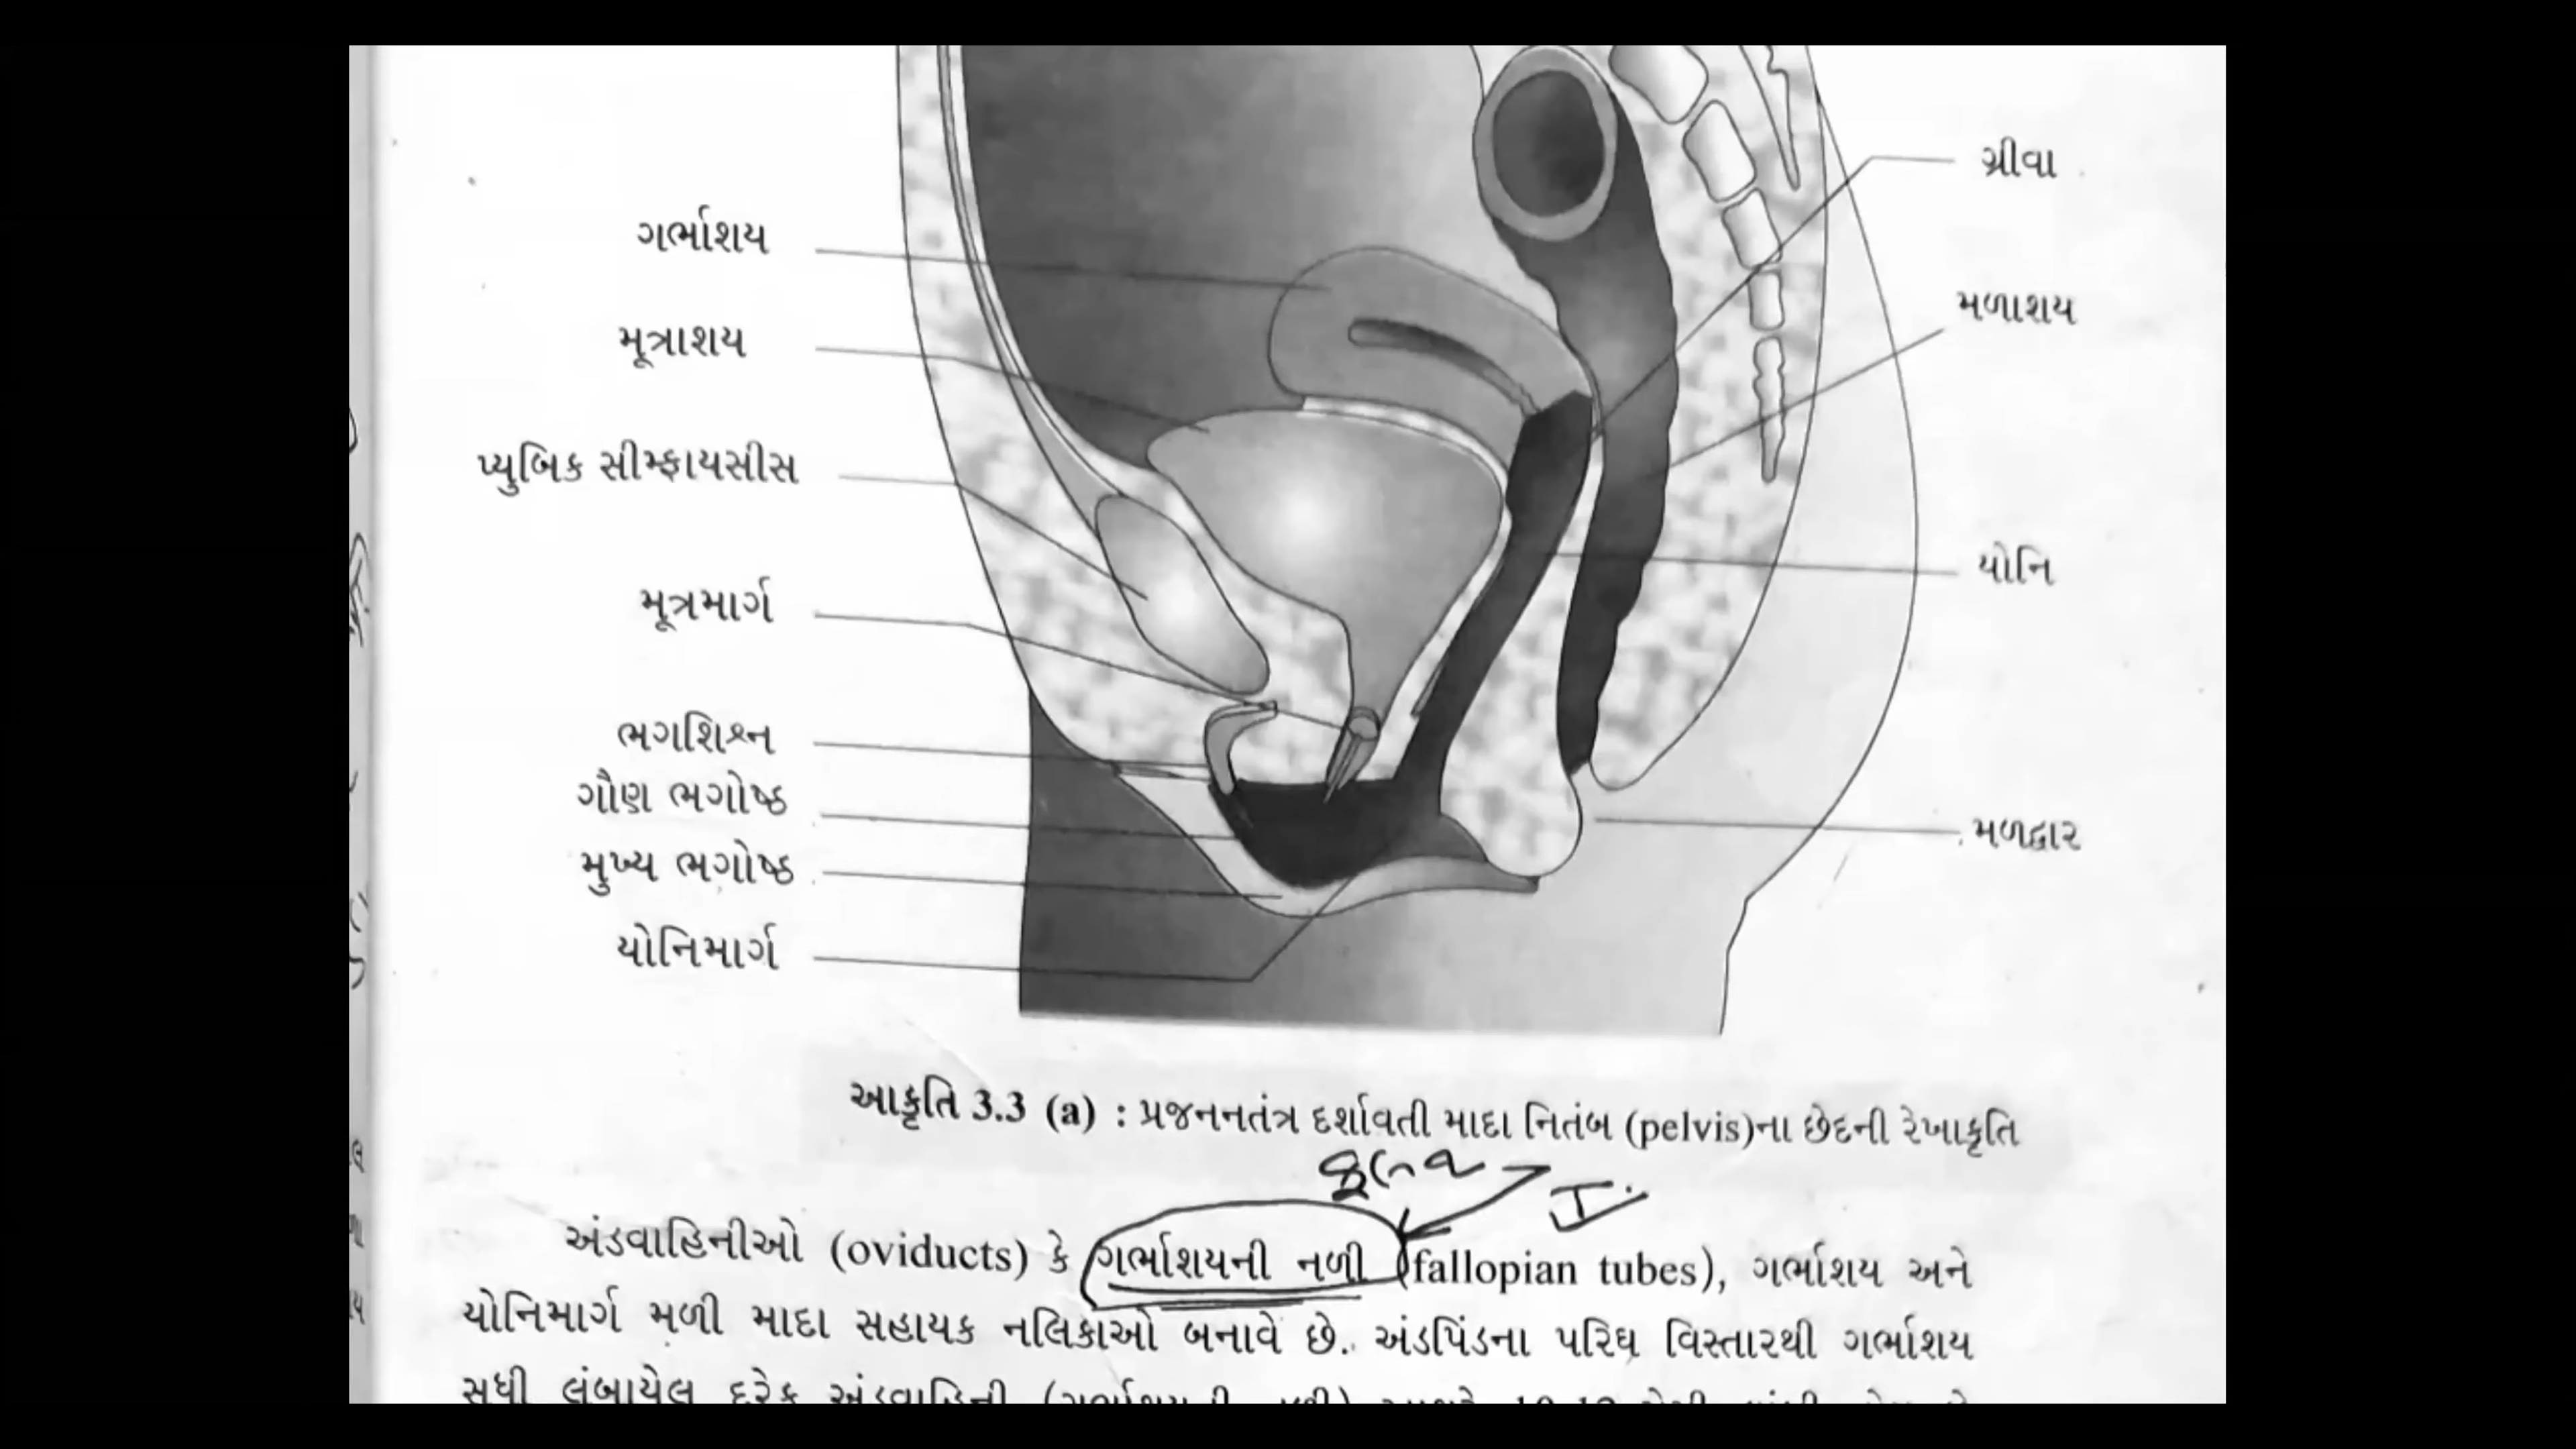 ગર્ભાશય
મૂત્રાશય
પ્યુબિક સીમ્ફાયસીસ
મૂત્રમાર્ગ
ભગશિશ્ન
ગૌણ ભગોષ્ઠ
મુખ્ય ભગોષ્ઠ
યોનિમાર્ગ
ગ્રીવા
મળાશય
યોનિ
મળદ્વાર
આકૃતિ 3.3 (a) : પ્રજનનતંત્ર દર્શાવતી માદા નિતંબ (pelvis)ના છેદની રેખાકૃતિ
અંડવાહિનીઓ (oviducts) કે ગર્ભાશયની નળી (fallopian tubes), ગર્ભાશય અને
યોનિમાર્ગ મળી માદા સહાયક નલિકાઓ બનાવે છે. અંડપિંડના પરિઘ વિસ્તારથી ગર્ભાશય
સુધી લંબાયેલ દરેક અંડવાહિની